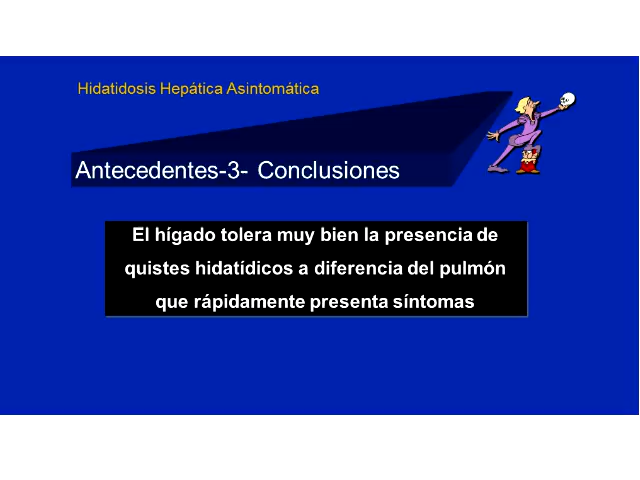 Hidatidosis Hepática Asintomática
Antecedentes-3- Conclusiones
El hígado tolera muy bien la presencia de
quistes hidatídicos a diferencia del pulmón
que rápidamente presenta síntomas